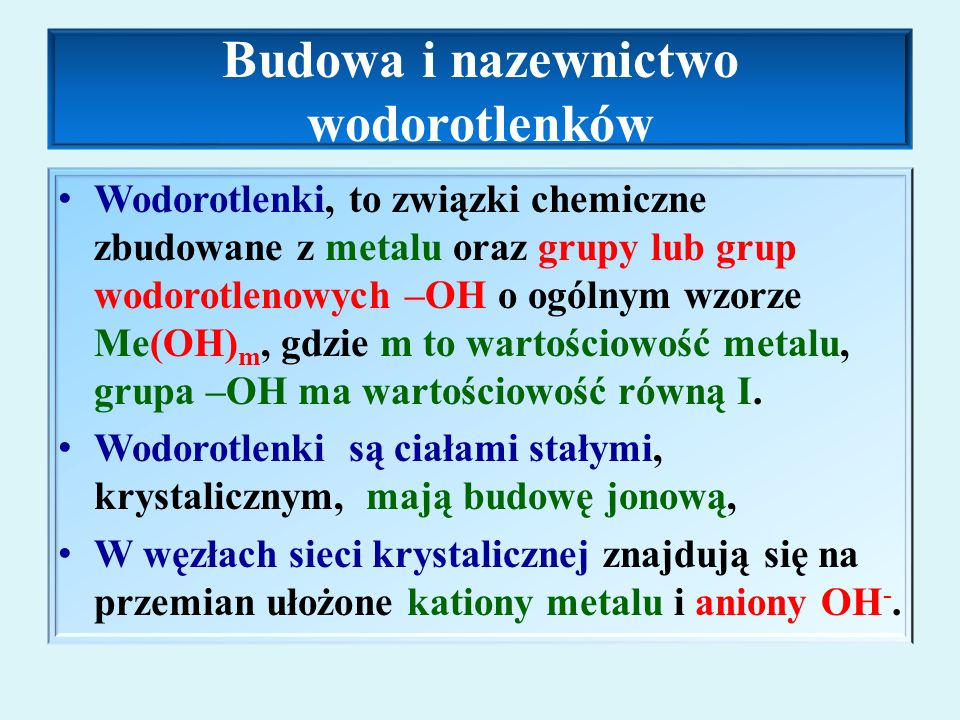 Budowa i nazewnictwo
wodorotlenków
• Wodorotlenki, to związki chemiczne
zbudowane z metalu oraz grupy lub grup
wodorotlenowych –OH o ogólnym wzorze
Me(OH)m, gdzie m to wartościowość metalu,
grupa –OH ma wartościowość równą I.
• Wodorotlenki są ciałami stałymi,
krystalicznym, mają budowę jonową,
• W węzłach sieci krystalicznej znajdują się na
przemian ułożone kationy metalu i aniony OH-.